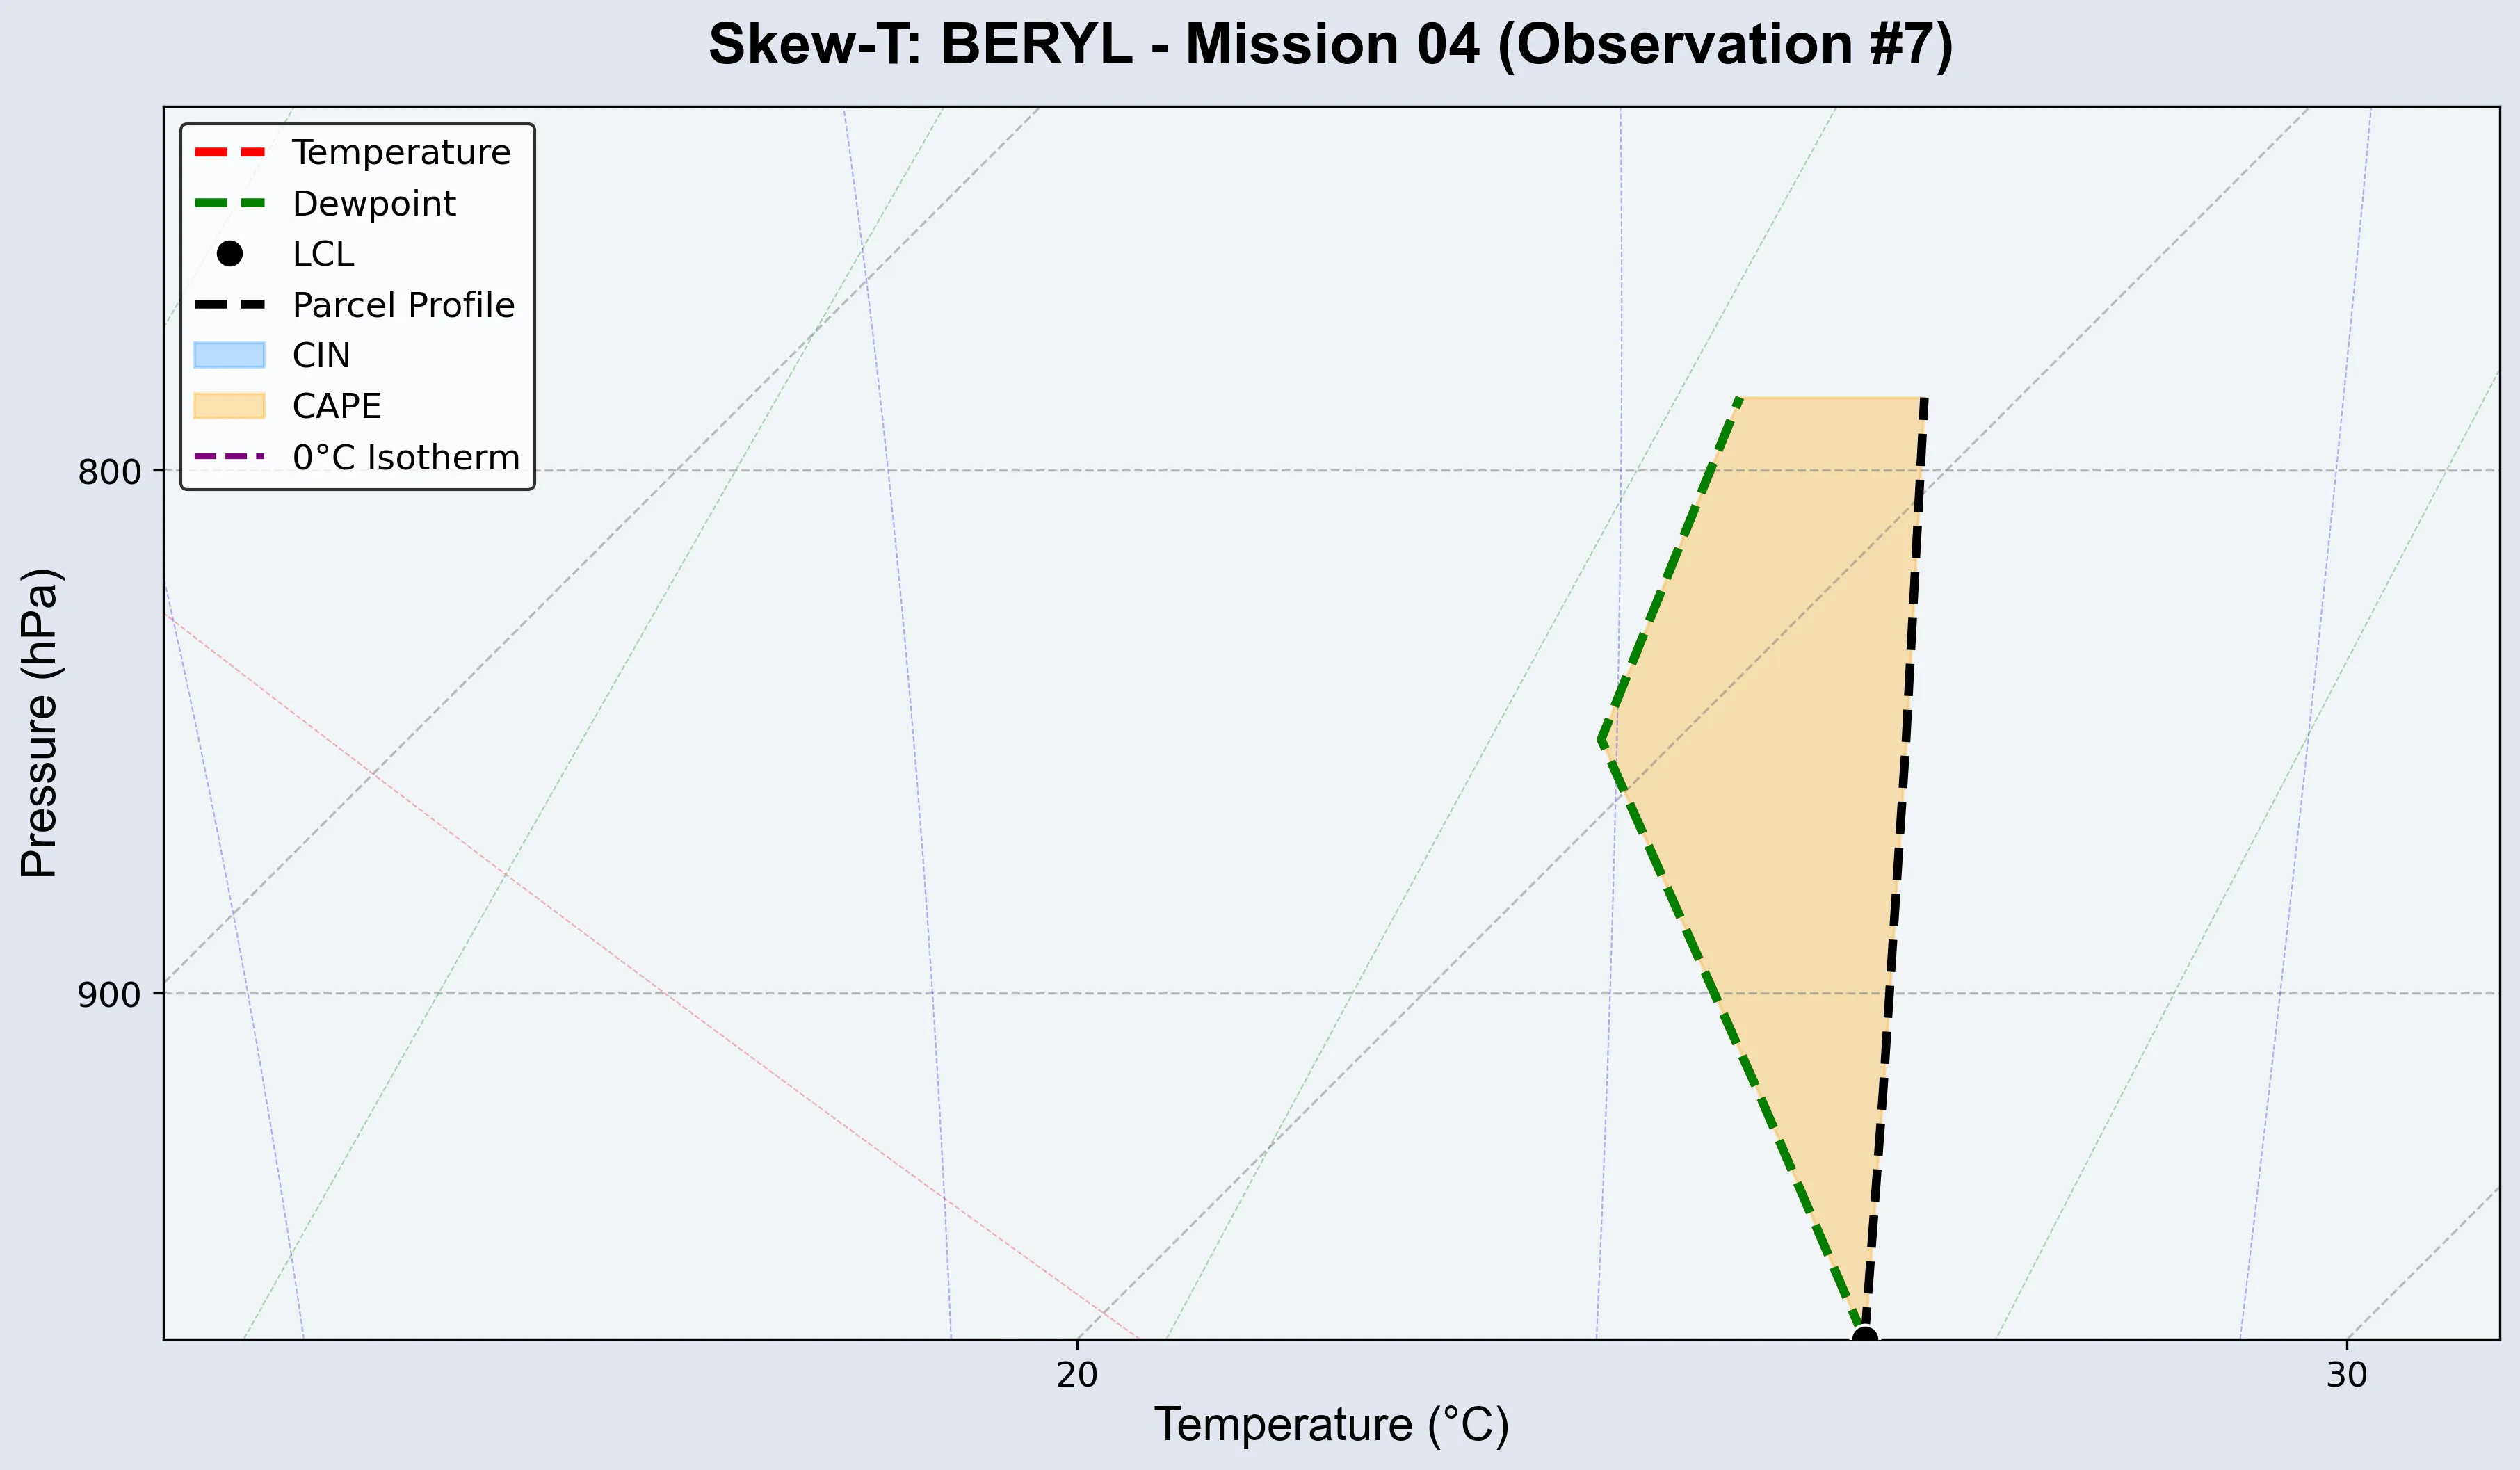 Skew-T: BERYL - Mission 04 (Observation #7)
Temperature
Dewpoint
LCL
Parcel Profile
CIN
CAPE
0°C Isotherm
800
900
Pressure (hPa)
20
30
Temperature (°C)